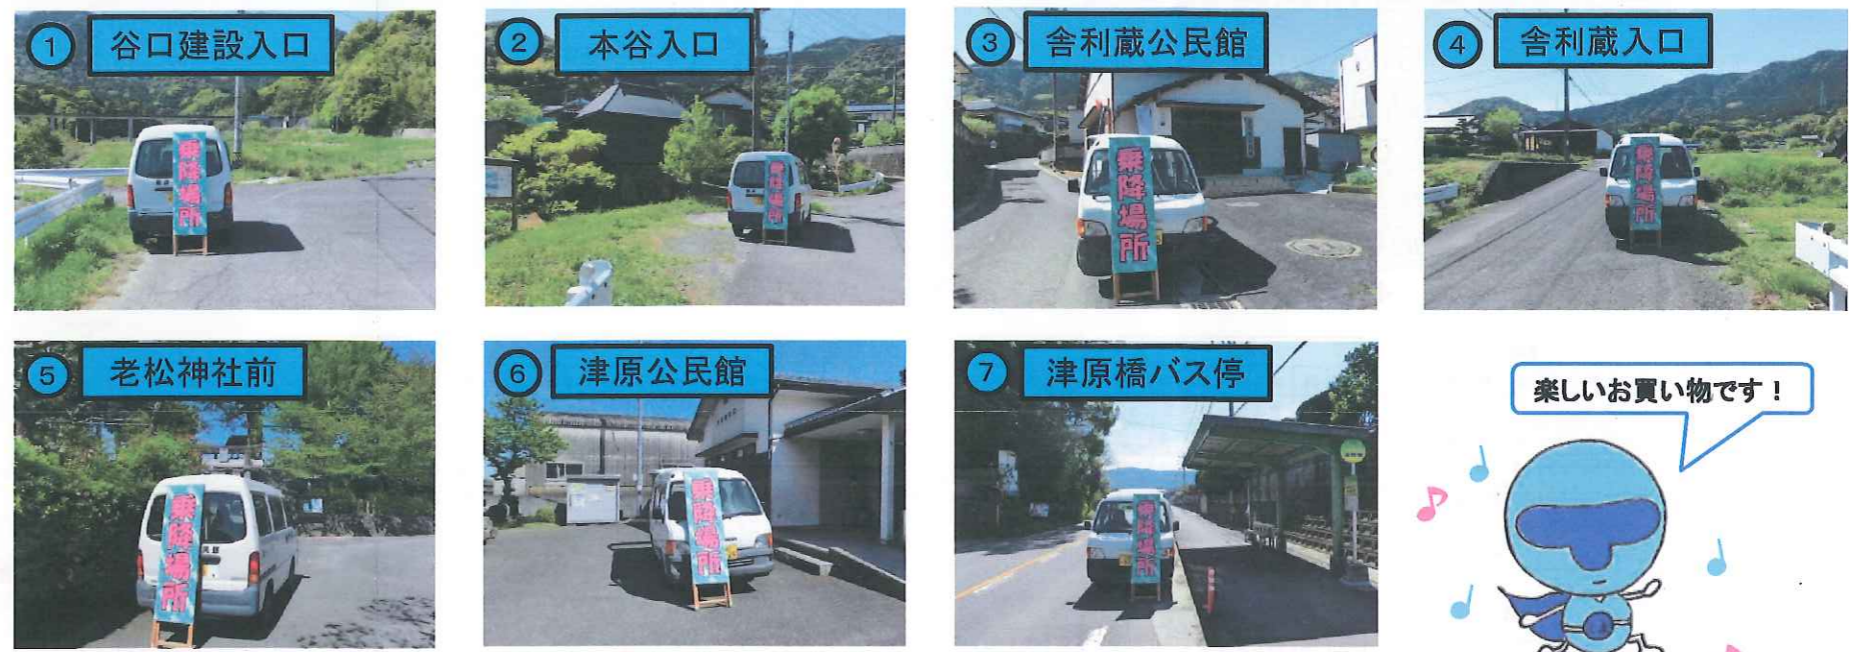 ① 谷口建設入口
乗降場所
② 本谷入口
乗降場所
③ 舎利蔵公民館
乗降場所
④ 舎利蔵入口
乗降場所
⑤ 老松神社前
乗降場所
⑥ 津原公民館
乗降場所
⑦ 津原橋バス停
乗降場所
楽しいお買い物です！